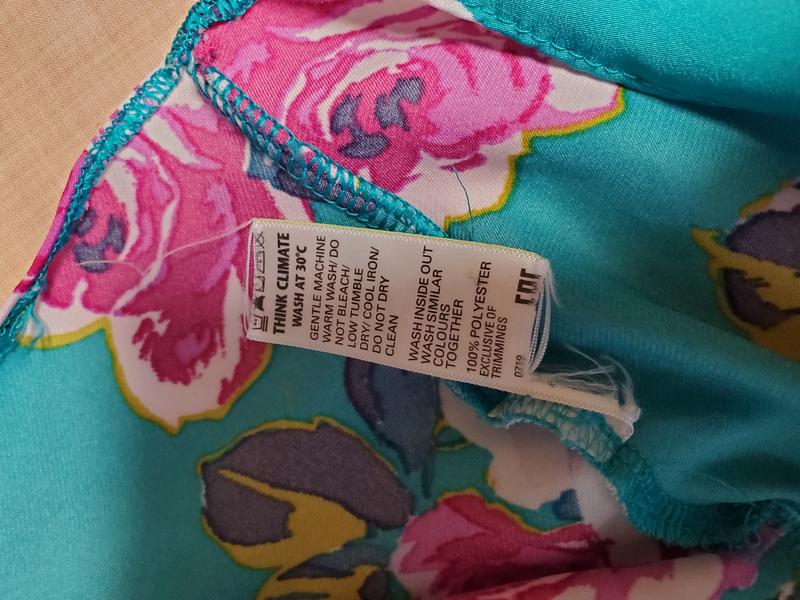 THINK CLIMATE
WASH AT 30°C
GENTLE MACHINE
WARM WASH/ DO
NOT BLEACH/
LOW TUMBLE
DRY/ COOL IRON/
DO NOT DRY
CLEAN
WASH INSIDE OUT
WASH SIMILAR
COLOURS
TOGETHER
100% POLYESTER
EXCLUSIVE OF
TRIMMINGS
0719
EAC